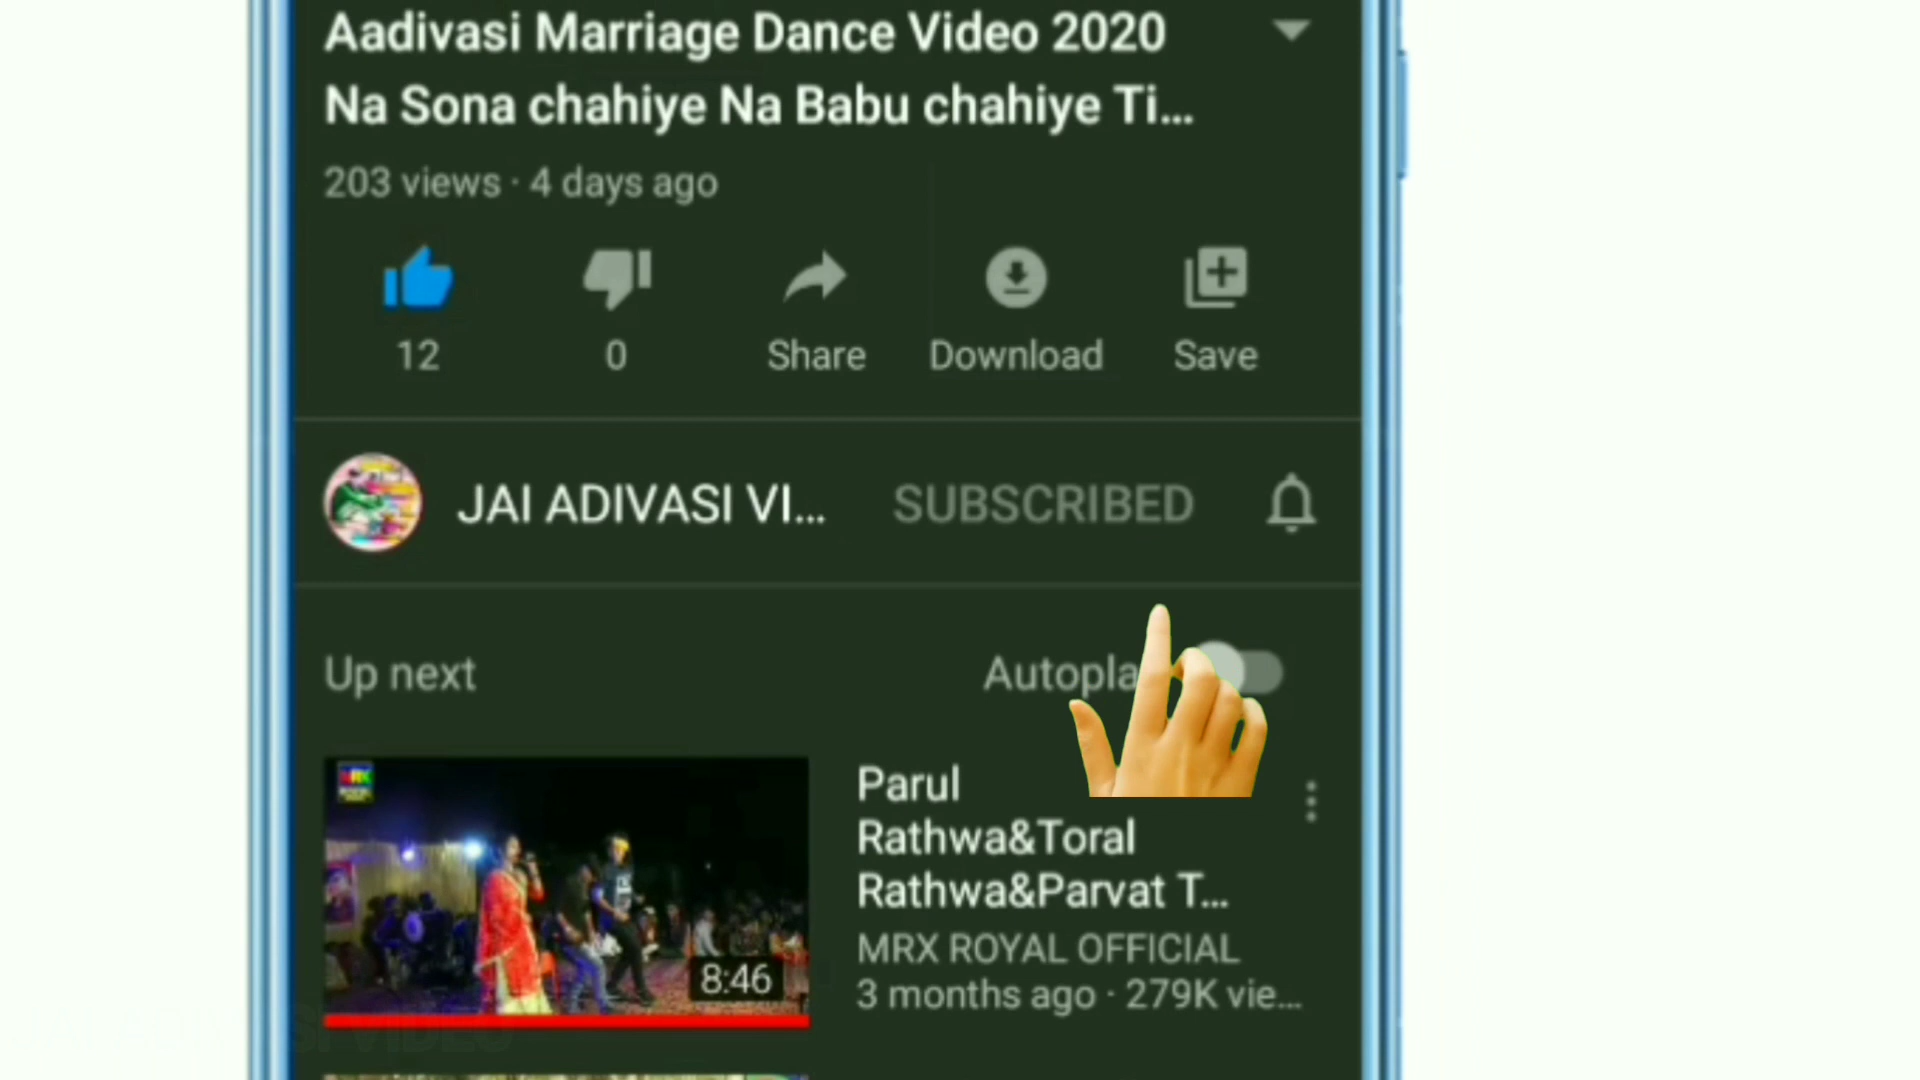 Aadivasi Marriage Dance Video 2020
Na Sona chahiye Na Babu chahiye Ti...
203 views · 4 days ago
12
0
Share
Download
Save
JAI ADIVASI VI...
SUBSCRIBED
Up next
Autopla
8:46
Parul
Rathwa&Toral
Rathwa&Parvat T...
MRX ROYAL OFFICIAL
3 months ago · 279K vie...